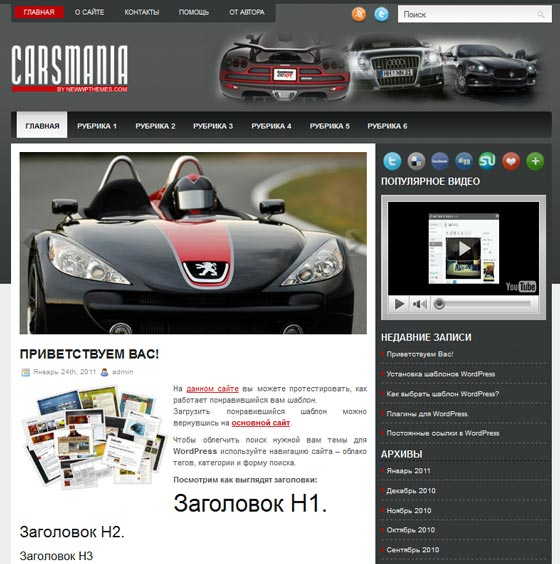 ГЛАВНАЯ О САЙТЕ КОНТАКТЫ ПОМОЩЬ ОТ АВТОРА
Поиск
CARSMANIA
BY NEWWPTHEMES.COM
ГЛАВНАЯ РУБРИКА 1 РУБРИКА 2 РУБРИКА 3 РУБРИКА 4 РУБРИКА 5 РУБРИКА 6
ПРИВЕТСТВУЕМ ВАС!
Январь 24th, 2011 admin
На данном сайте вы можете протестировать, как
работает понравившийся вам шаблон.
Загрузить понравившийся шаблон можно
вернувшись на основной сайт.
Чтобы облегчить поиск нужной вам темы для
WordPress используйте навигацию сайта – облако
тегов, категории и форму поиска.
Посмотрим как выглядят заголовки:
Заголовок H1.
Заголовок H2.
Заголовок H3
ПОПУЛЯРНОЕ ВИДЕО
YouTube
НЕДАВНИЕ ЗАПИСИ
Приветствуем Вас!
Установка шаблонов WordPress
Как выбрать шаблон WordPress?
Плагины для WordPress.
Постоянные ссылки в WordPress
АРХИВЫ
Январь 2011
Декабрь 2010
Ноябрь 2010
Октябрь 2010
Сентябрь 2010